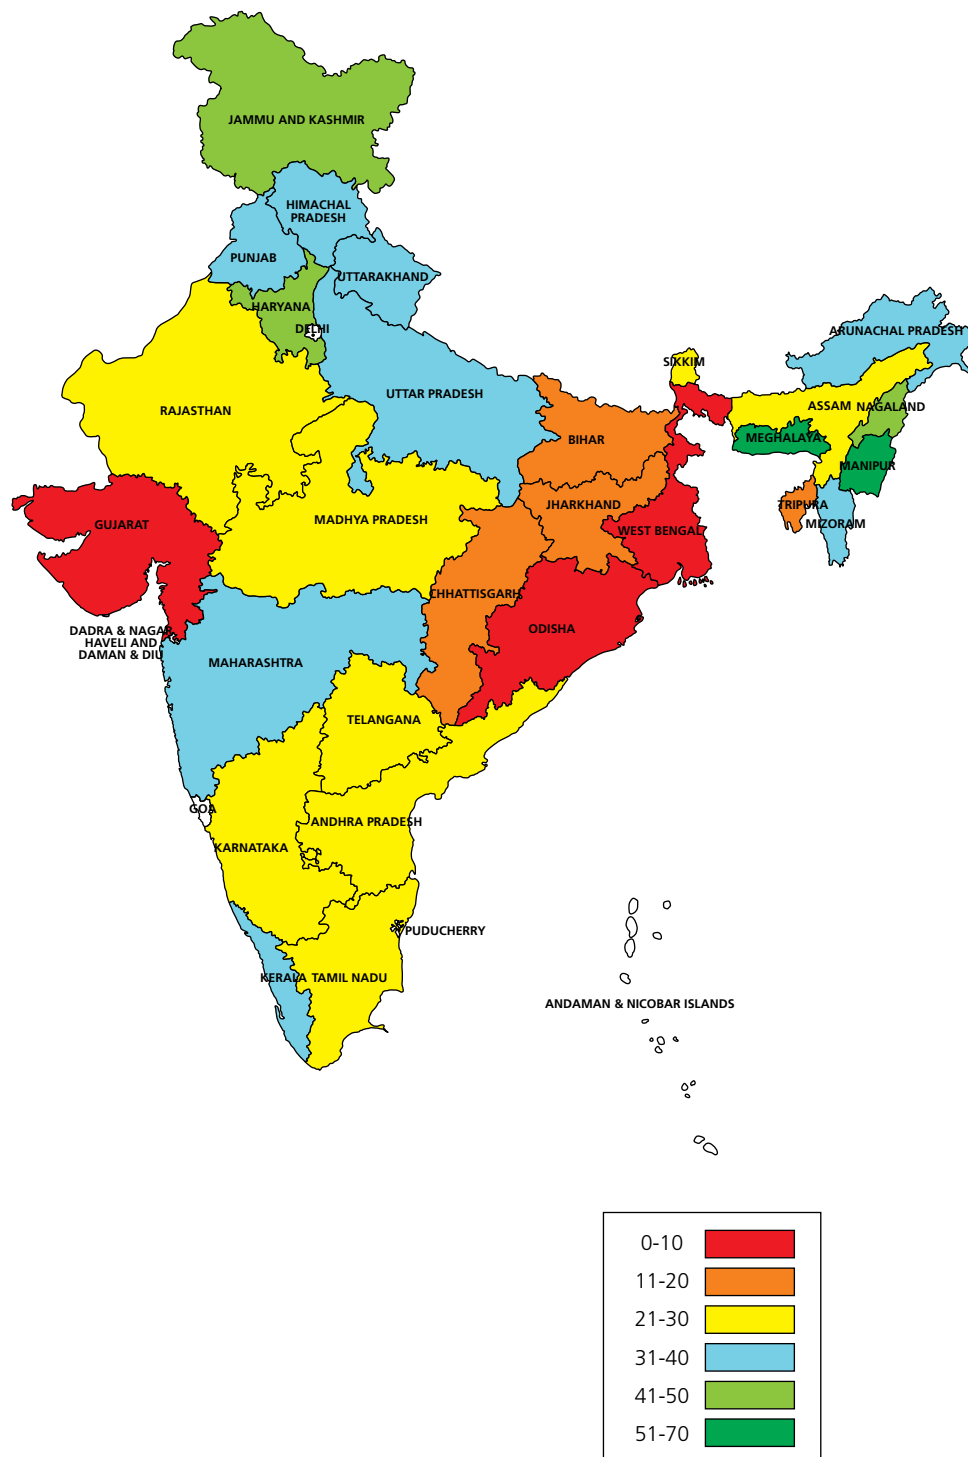 JAMMU AND KASHMIR
HIMACHAL
PRADESH
PUNJAB
UTTARAKHAND
HARYANA
DELHI
ARUNACHAL PRADESH
SIKKIM
UTTAR PRADESH
RAJASTHAN
ASSAM
NAGALAND
BIHAR
MEGHALAYA
MANIPUR
JHARKHAND
TRIPURA
MADHYA PRADESH
GUJARAT
MIZORAM
WEST BENGAL
CHHATTISGARH
ODISHA
DADRA & NAGAR
HAVELI AND
DAMAN & DIU
MAHARASHTRA
TELANGANA
GOA
ANDHRA PRADESH
KARNATAKA
PUDUCHERRY
KERALA
TAMIL NADU
ANDAMAN & NICOBAR ISLANDS
0-10
11-20
21-30
31-40
41-50
51-70